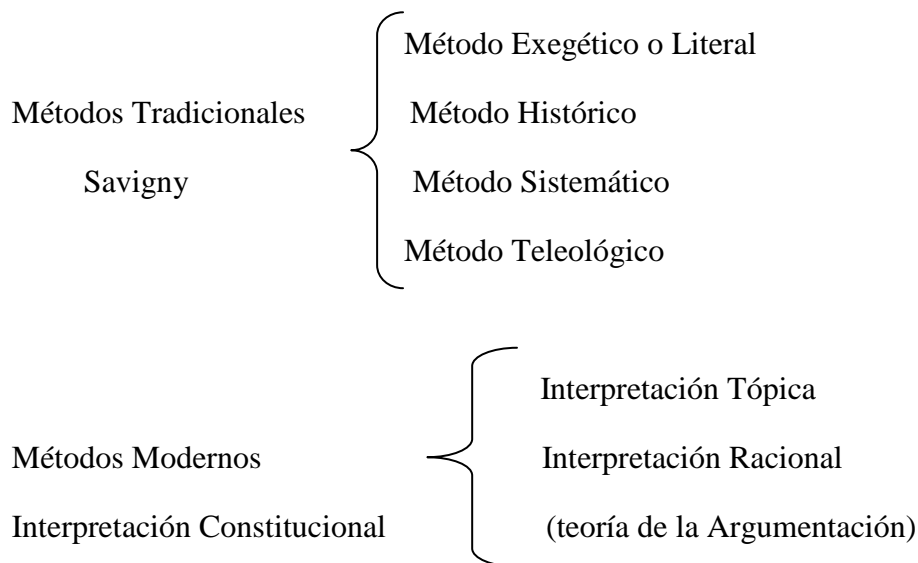 Método Exegético o Literal
Métodos Tradicionales Método Histórico
Savigny Método Sistemático
Método Teleológico
Interpretación Tópica
Métodos Modernos Interpretación Racional
Interpretación Constitucional (teoría de la Argumentación)